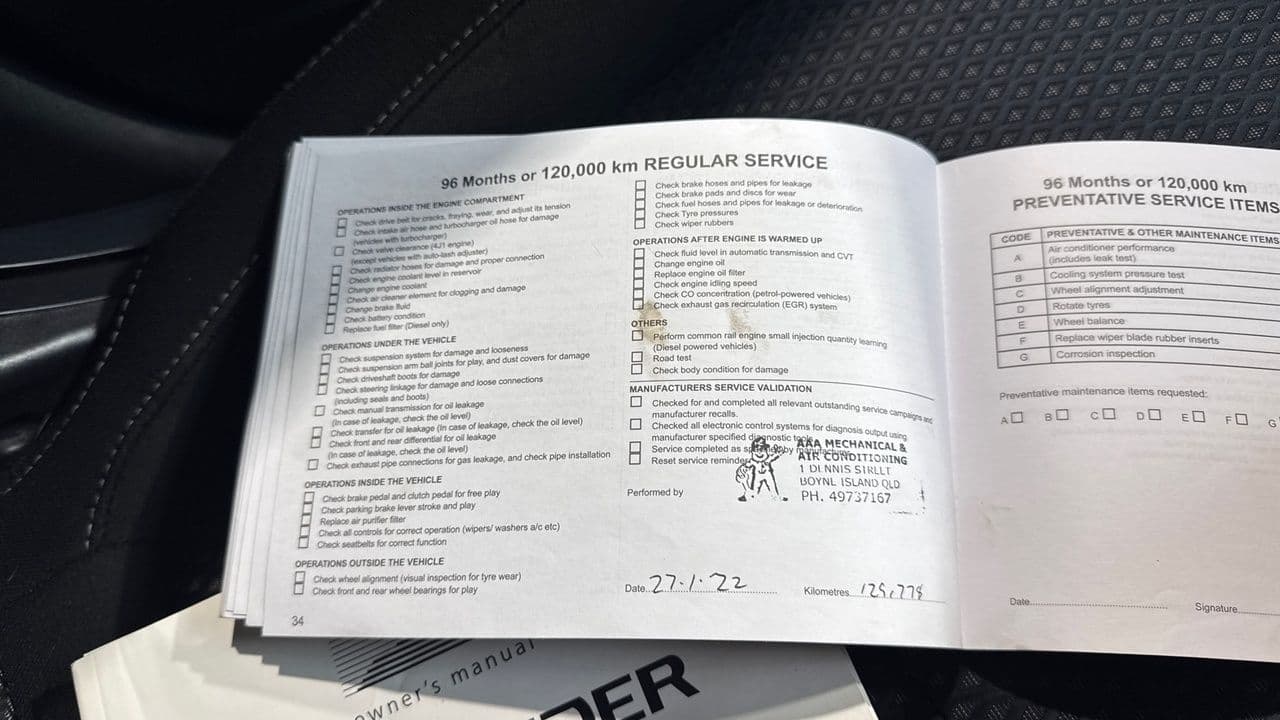 96 Months or 120,000 km REGULAR SERVICE
OPERATIONS INSIDE THE ENGINE COMPARTMENT
Check drive belt for cracks, fraying, wear, and adjust its tension
Check intake air hose and turbocharger oil hose for damage
(vehicles with turbocharger)
Check valve clearance (4J1 engine)
(except vehicles with auto-lash adjuster)
Check radiator hoses for damage and proper connection
Check engine coolant level in reservoir
Change engine coolant
Check air cleaner element for clogging and damage
Change brake fluid
Check battery condition
Replace fuel filter (Diesel only)
OPERATIONS UNDER THE VEHICLE
Check suspension system for damage and looseness
Check suspension arm ball joints for play, and dust covers for damage
Check driveshaft boots for damage
Check steering linkage for damage and loose connections
(including seals and boots)
Check manual transmission for oil leakage
(In case of leakage, check the oil level)
Check transfer for oil leakage (In case of leakage, check the oil level)
Check front and rear differential for oil leakage
(In case of leakage, check the oil level)
Check exhaust pipe connections for gas leakage, and check pipe installation
OPERATIONS INSIDE THE VEHICLE
Check brake pedal and clutch pedal for free play
Check parking brake lever stroke and play
Replace air purifier filter
Check all controls for correct operation (wipers/ washers a/c etc)
Check seatbelts for correct function
OPERATIONS OUTSIDE THE VEHICLE
Check wheel alignment (visual inspection for tyre wear)
Check front and rear wheel bearings for play
34
Check brake hoses and pipes for leakage
Check brake pads and discs for wear
Check fuel hoses and pipes for leakage or deterioration
Check Tyre pressures
Check wiper rubbers
OPERATIONS AFTER ENGINE IS WARMED UP
Check fluid level in automatic transmission and CVT
Change engine oil
Replace engine oil filter
Check engine idling speed
Check CO concentration (petrol-powered vehicles)
Check exhaust gas recirculation (EGR) system
OTHERS
Perform common rail engine small injection quantity learning
(Diesel powered vehicles)
Road test
Check body condition for damage
MANUFACTURERS SERVICE VALIDATION
Checked for and completed all relevant outstanding service campaigns and
manufacturer recalls.
Checked all electronic control systems for diagnosis output using
manufacturer specified diagnostic tools
Service completed as by
Reset service reminder
AAA MECHANICAL &
AIR CONDITIONING
1 DENNIS STREET
BOYNE ISLAND QLD
PH. 49737167
Performed by
Date 27.1.22 Kilometres 129,778
96 Months or 120,000 km
PREVENTATIVE SERVICE ITEMS
CODE PREVENTATIVE & OTHER MAINTENANCE ITEMS
A Air conditioner performance
(includes leak test)
B Cooling system pressure test
C Wheel alignment adjustment
D Rotate tyres
E Wheel balance
F Replace wiper blade rubber inserts
G Corrosion inspection
Preventative maintenance items requested:
A B C D E F G
Date Signature
owner's manual
DER